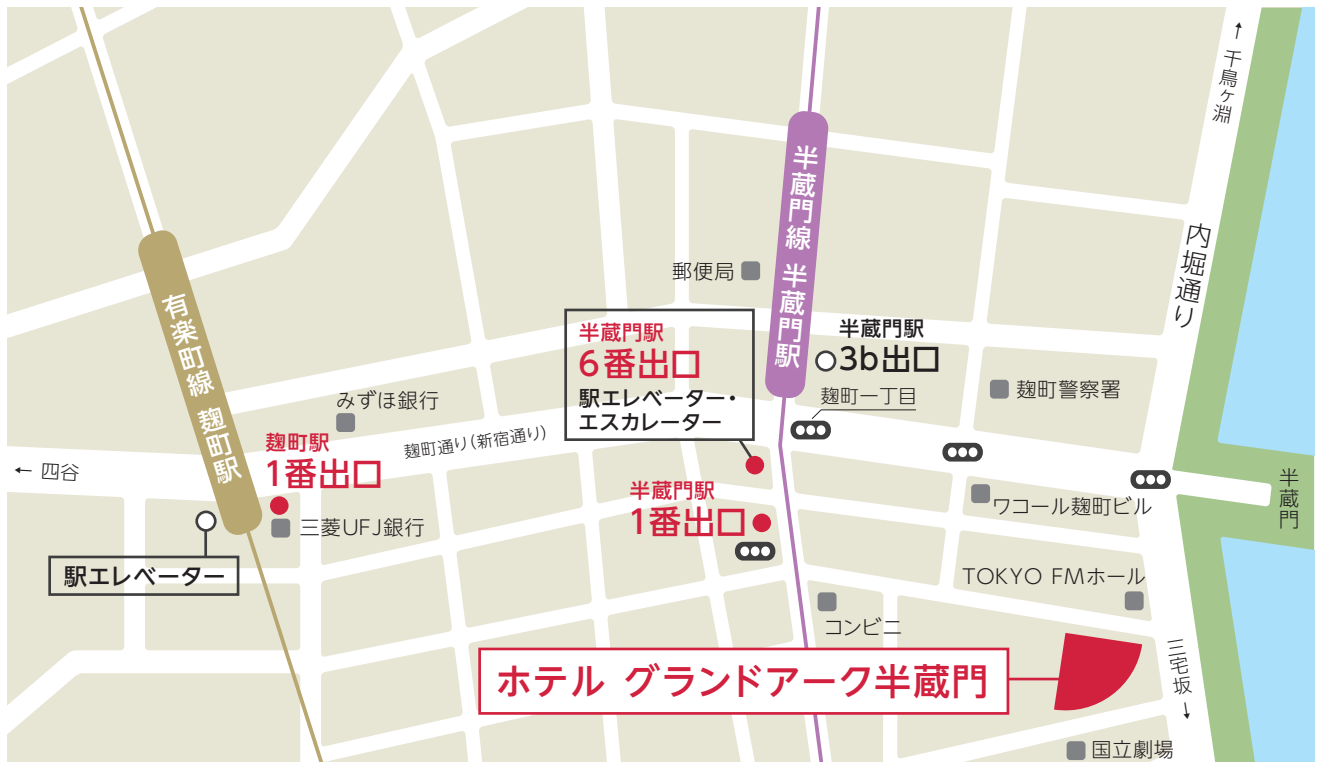 ↑ 千鳥ヶ淵
内堀通り
半蔵門線 半蔵門駅
郵便局
有楽町線 麹町駅
半蔵門駅
6番出口
駅エレベーター・
エスカレーター
半蔵門駅
3b出口
麹町一丁目
麹町警察署
みずほ銀行
麹町通り(新宿通り)
麹町駅
1番出口
← 四谷
半蔵門駅
1番出口
ワコール麹町ビル
半蔵門
三菱UFJ銀行
駅エレベーター
TOKYO FMホール
コンビニ
三宅坂 ↓
ホテル グランドアーク半蔵門
国立劇場